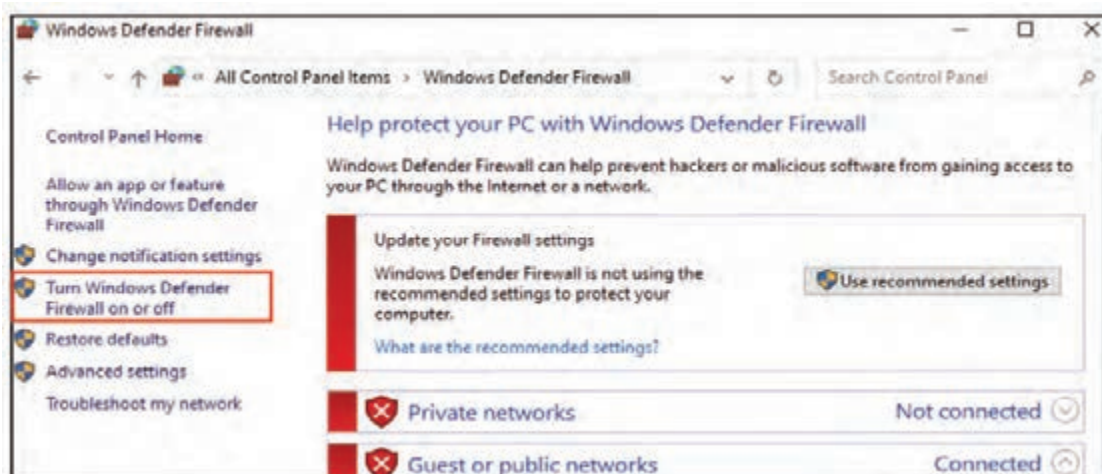 Windows Defender Firewall
All Control Panel Items › Windows Defender Firewall
Search Control Panel
Control Panel Home
Allow an app or feature
through Windows Defender
Firewall
Change notification settings
Turn Windows Defender
Firewall on or off
Restore defaults
Advanced settings
Troubleshoot my network
Help protect your PC with Windows Defender Firewall
Windows Defender Firewall can help prevent hackers or malicious software from gaining access to
your PC through the Internet or a network.
Update your Firewall settings
Windows Defender Firewall is not using the
recommended settings to protect your
computer.
Use recommended settings
What are the recommended settings?
Private networks
Not connected
Guest or public networks
Connected